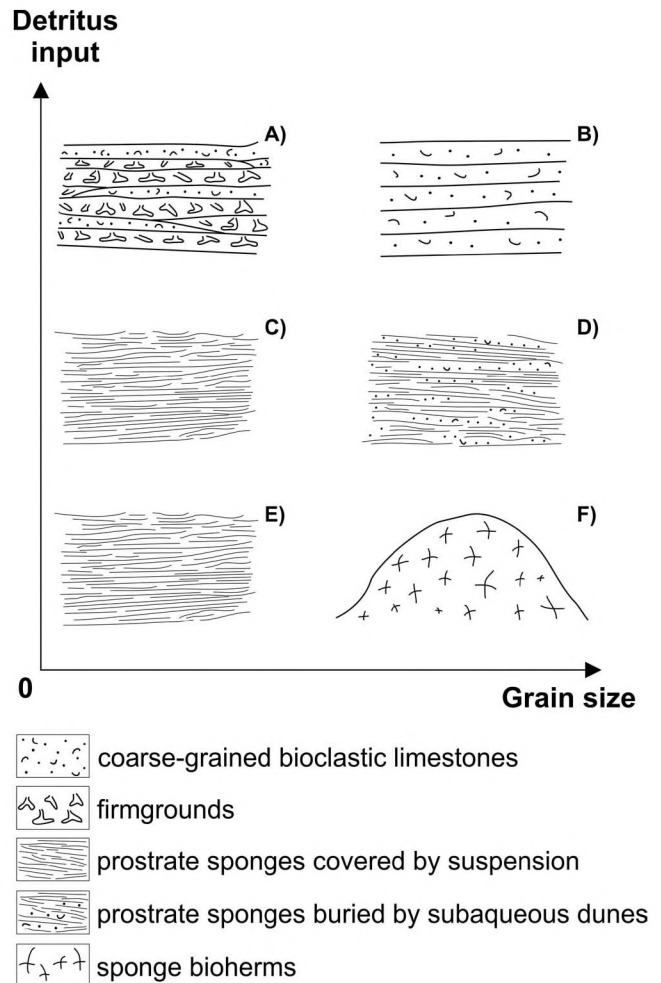 Detritus
input
A)
B)
C)
D)
E)
F)
0
Grain size
coarse-grained bioclastic limestones
firmgrounds
prostrate sponges covered by suspension
prostrate sponges buried by subaqueous dunes
sponge bioherms